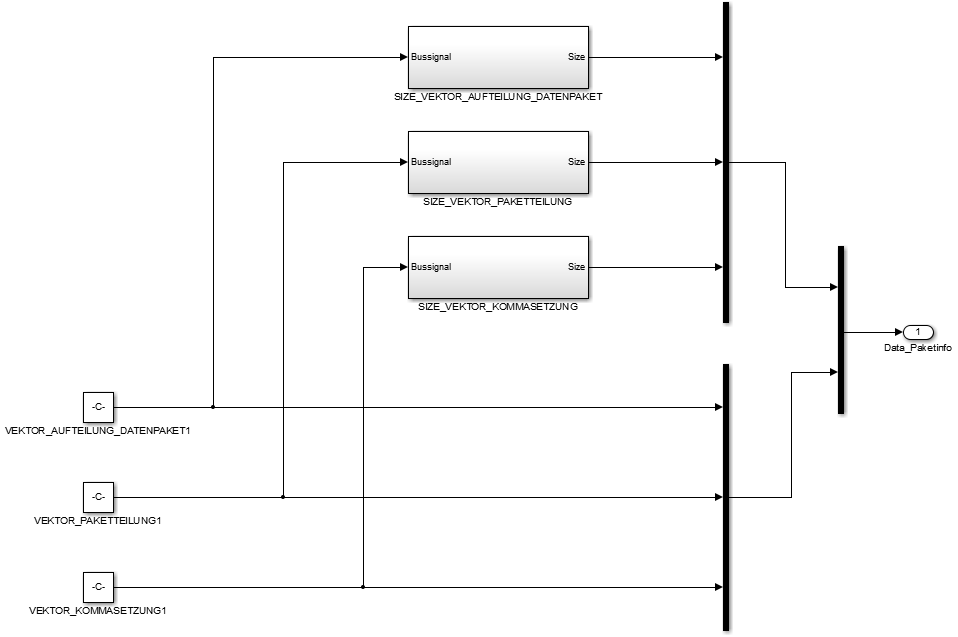 Bussignal Size
SIZE_VEKTOR_AUFTEILUNG_DATENPAKET
Bussignal Size
SIZE_VEKTOR_PAKETTEILUNG
Bussignal Size
SIZE_VEKTOR_KOMMASETZUNG
1
Data_Paketinfo
-C-
VEKTOR_AUFTEILUNG_DATENPAKET1
-C-
VEKTOR_PAKETTEILUNG1
-C-
VEKTOR_KOMMASETZUNG1